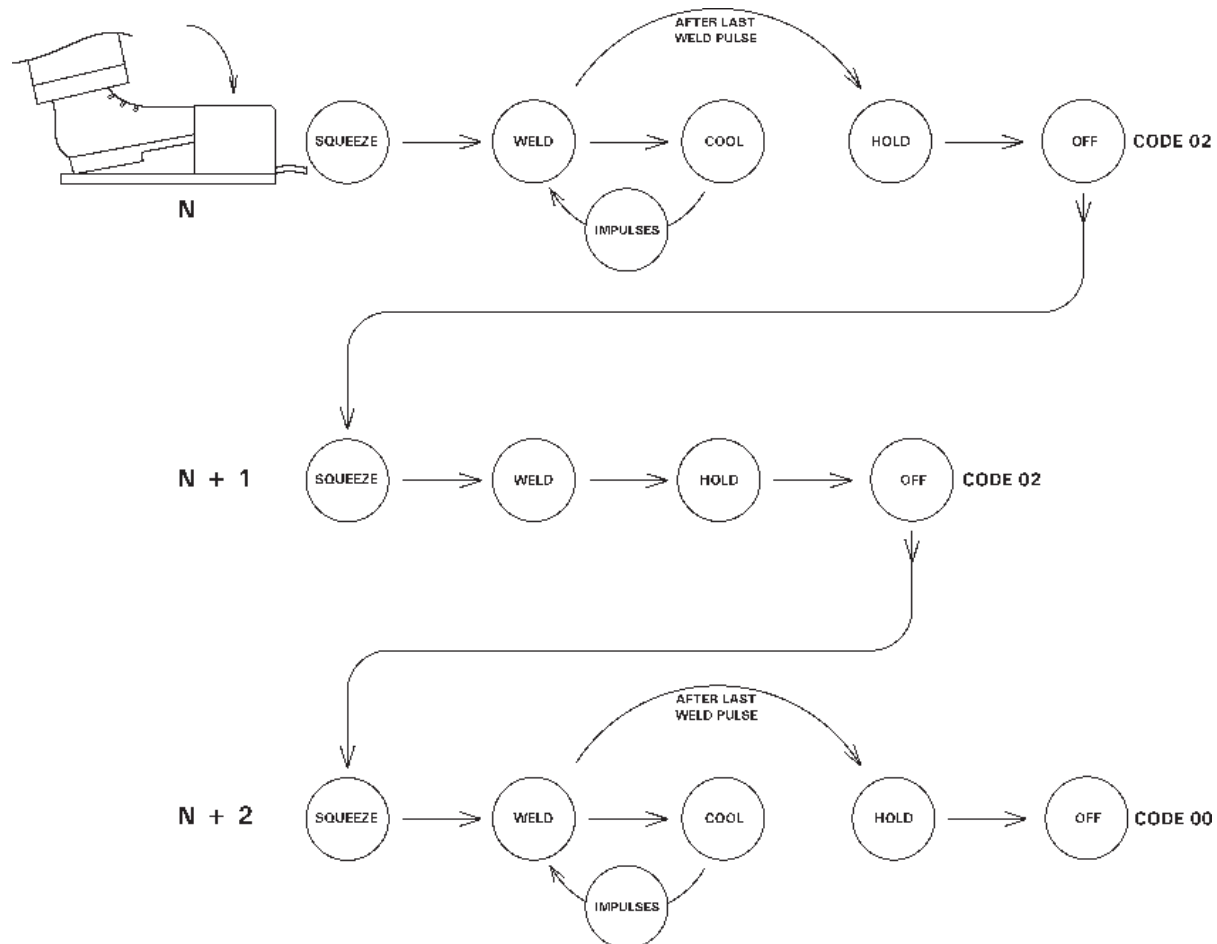 AFTER LAST
WELD PULSE
SQUEEZE
WELD
COOL
HOLD
OFF
CODE 02
N
IMPULSES
N + 1
SQUEEZE
WELD
HOLD
OFF
CODE 02
AFTER LAST
WELD PULSE
N + 2
SQUEEZE
WELD
COOL
HOLD
OFF
CODE 00
IMPULSES